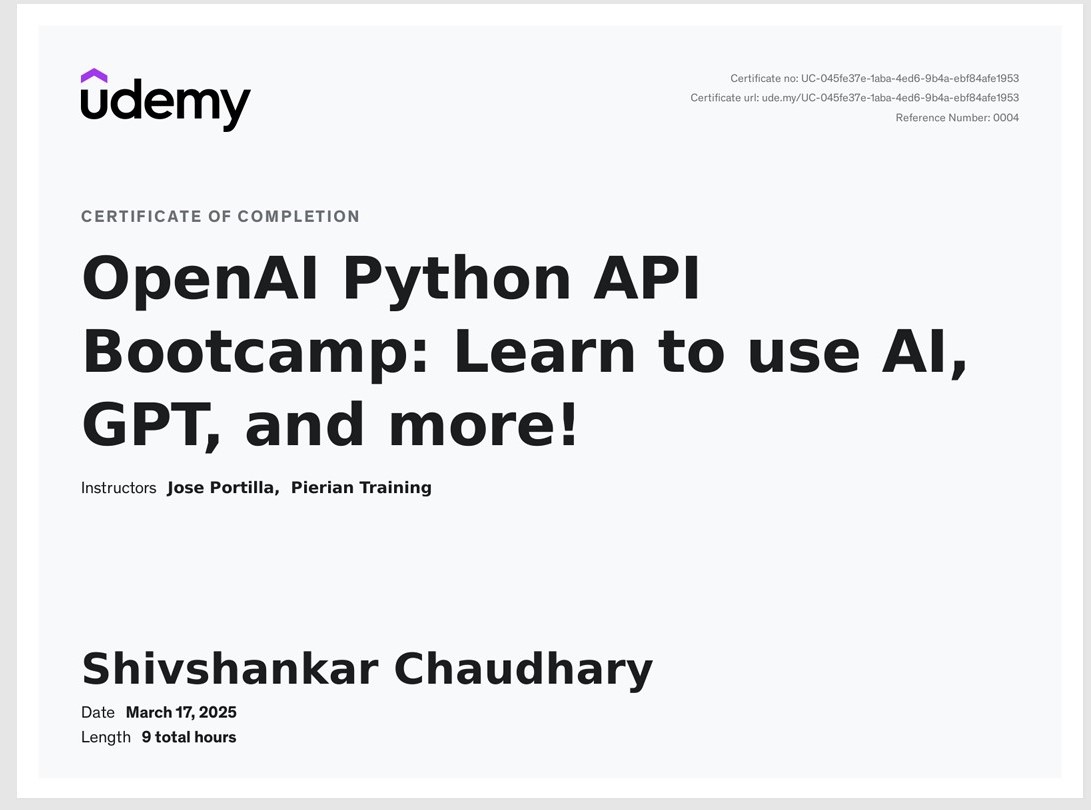 udemy
Certificate no: UC-045fe37e-1aba-4ed6-9b4a-ebf84afe1953
Certificate url: ude.my/UC-045fe37e-1aba-4ed6-9b4a-ebf84afe1953
Reference Number: 0004
CERTIFICATE OF COMPLETION
OpenAI Python API
Bootcamp: Learn to use AI,
GPT, and more!
Instructors Jose Portilla, Pierian Training
Shivshankar Chaudhary
Date March 17, 2025
Length 9 total hours